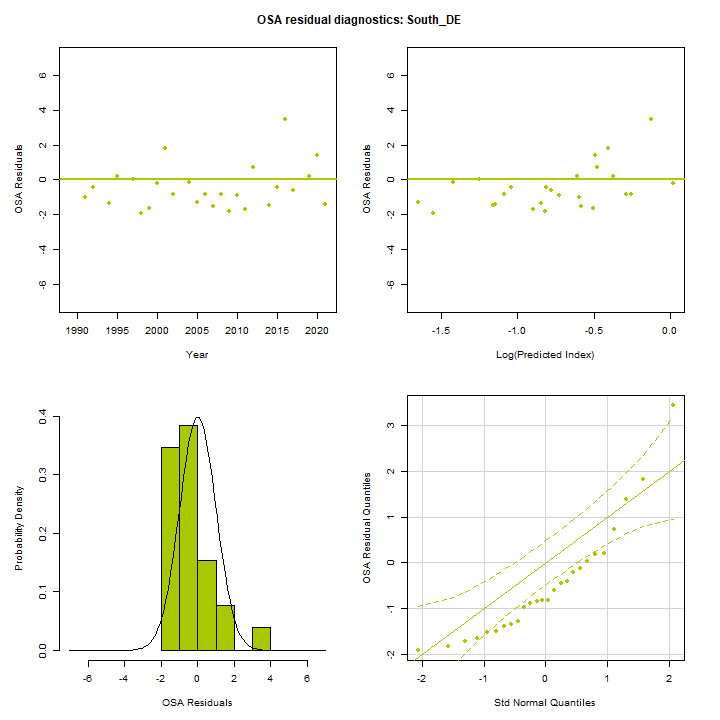 OSA residual diagnostics: South_DE
OSA Residuals
6
4
2
0
-2
-4
-6
1990 1995 2000 2005 2010 2015 2020
Year
OSA Residuals
6
4
2
0
-2
-4
-6
-1.5 -1.0 -0.5 0.0
Log(Predicted Index)
Probability Density
0.4
0.3
0.2
0.1
0.0
-6 -4 -2 0 2 4 6
OSA Residuals
OSA Residual Quantiles
3
2
1
0
-1
-2
-2 -1 0 1 2
Std Normal Quantiles